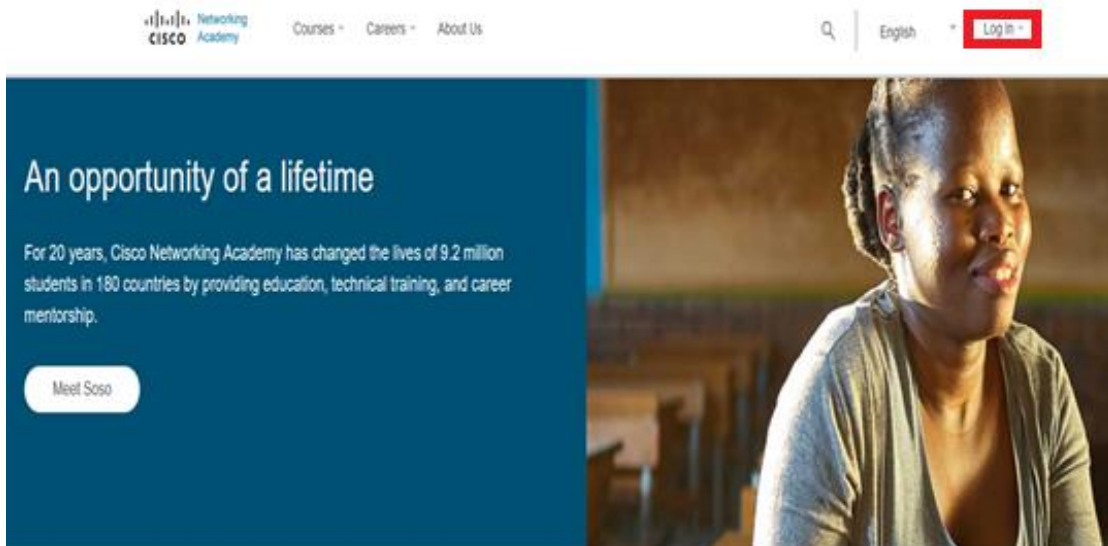 Networking
CISCO Academy
Courses
Careers
About Us
English
Log In
An opportunity of a lifetime
For 20 years, Cisco Networking Academy has changed the lives of 9.2 million
students in 180 countries by providing education, technical training, and career
mentorship.
Meet Soso